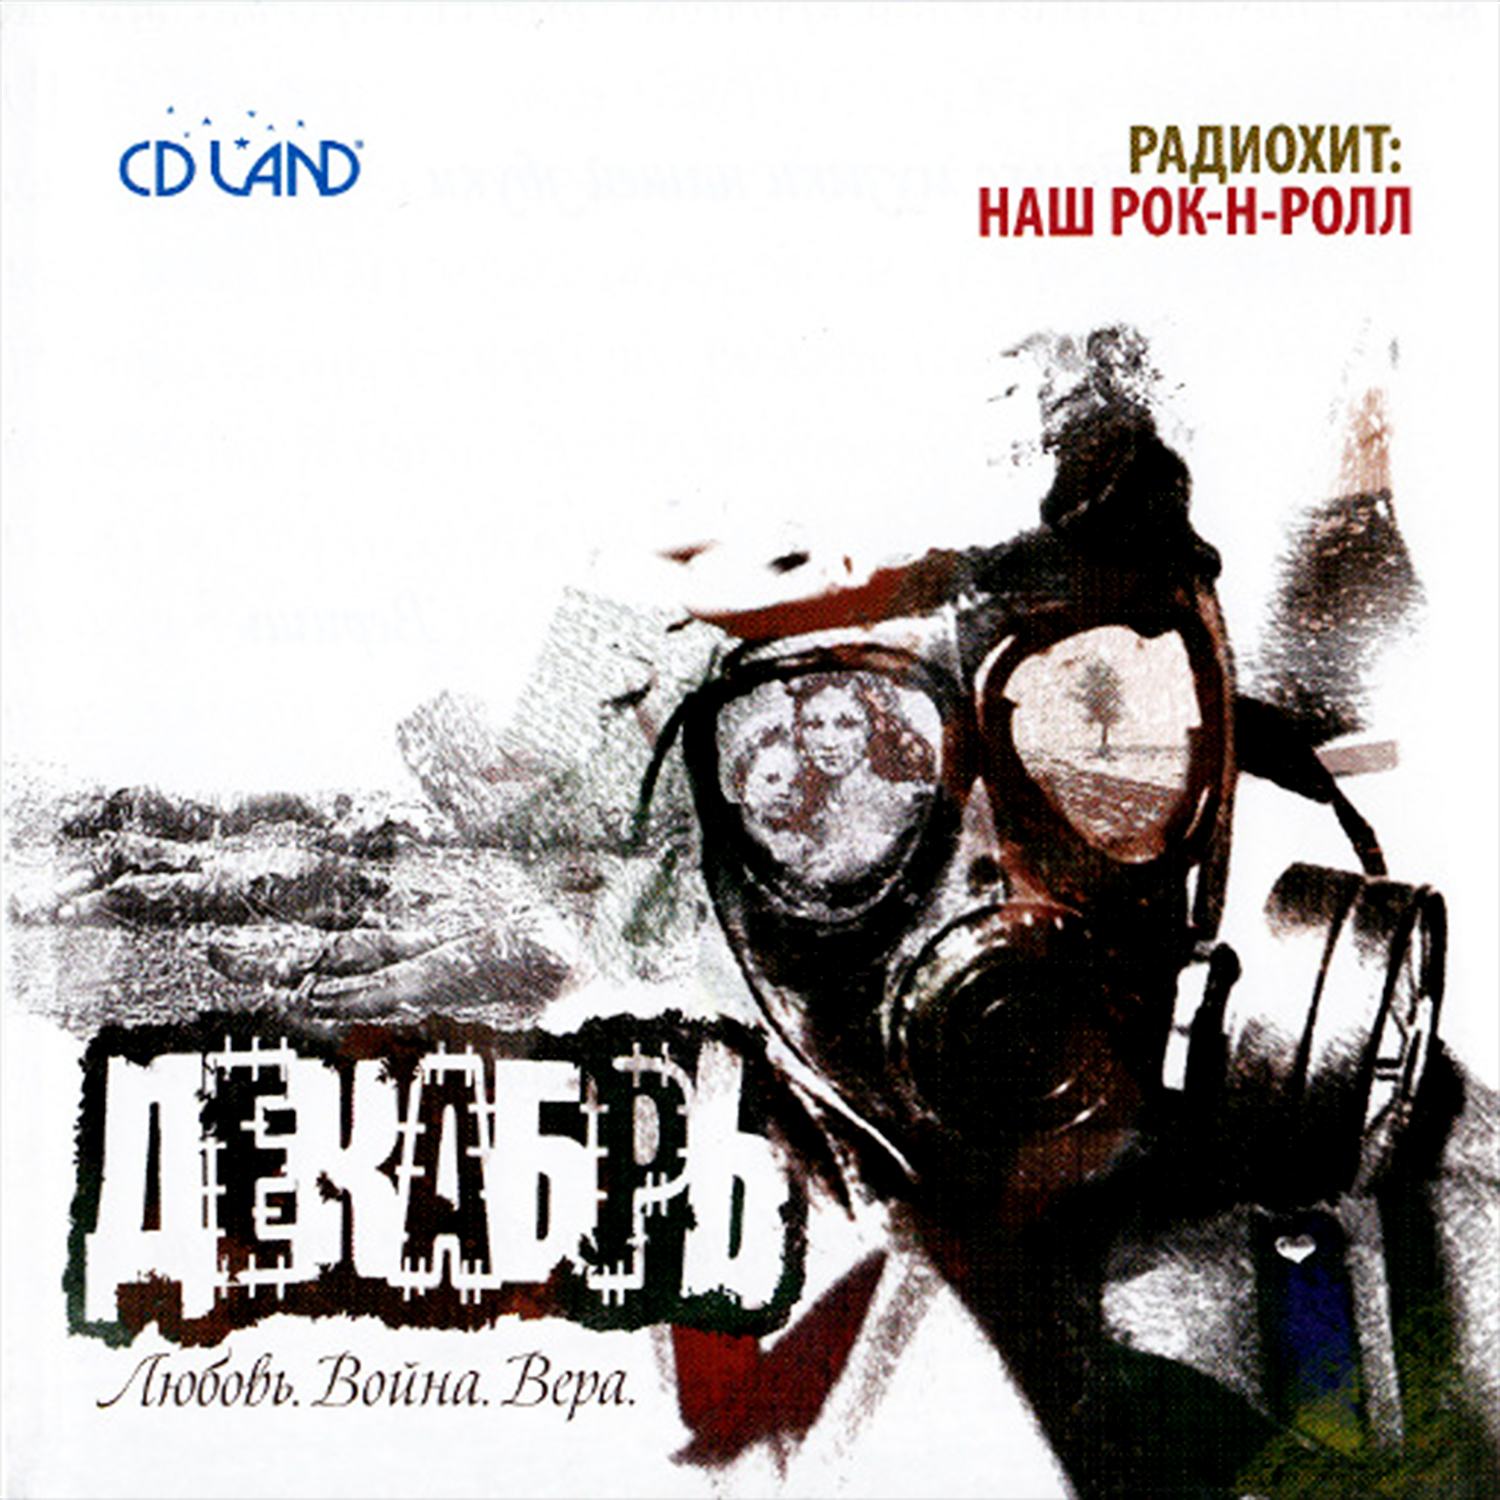 CD LAND®
РАДИОХИТ:
НАШ РОК-Н-РОЛЛ
ДЕКАБРЬ
Любовь. Война. Вера.